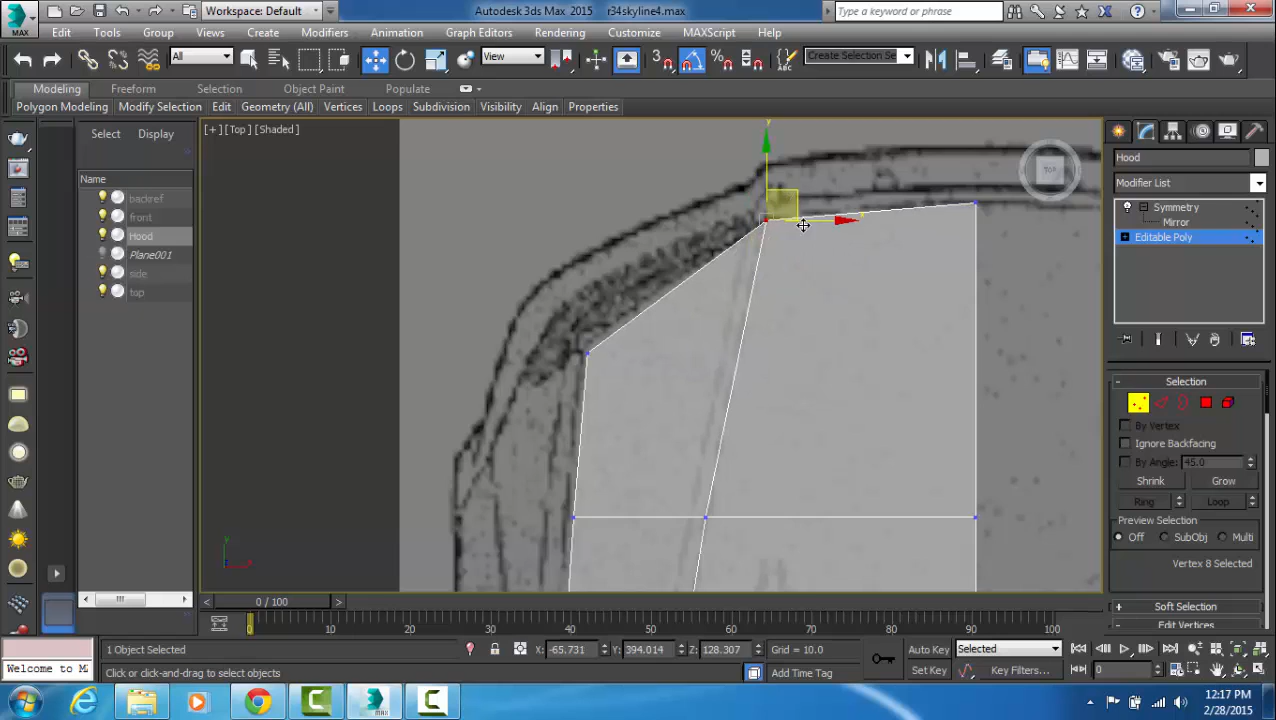 Workspace: Default
Autodesk 3ds Max 2015 r34skyline4.max
Type a keyword or phrase
MAX
Edit Tools Group Views Create Modifiers Animation Graph Editors Rendering Customize MAXScript Help
All
View
3
Create Selection Se
Modeling Freeform Selection Object Paint Populate
Polygon Modeling Modify Selection Edit Geometry (All) Vertices Loops Subdivision Visibility Align Properties
Select Display
[+] [Top] [Shaded]
Name
backref
front
Hood
Plane001
side
top
y
TOP
Hood
Modifier List
Symmetry
Mirror
Editable Poly
Selection
By Vertex
Ignore Backfacing
By Angle: 45.0
Shrink Grow
Ring Loop
Preview Selection
Off SubObj Multi
Vertex 8 Selected
Soft Selection
Edit Vertices
0 / 100
0 10 20 30 40 50 60 70 80 90 100
Welcome to M
1 Object Selected
X: -65.731 Y: 394.014 Z: 128.307 Grid = 10.0
Click or click-and-drag to select objects
Add Time Tag
Auto Key Selected
Set Key Key Filters...
0
12:17 PM
2/28/2015